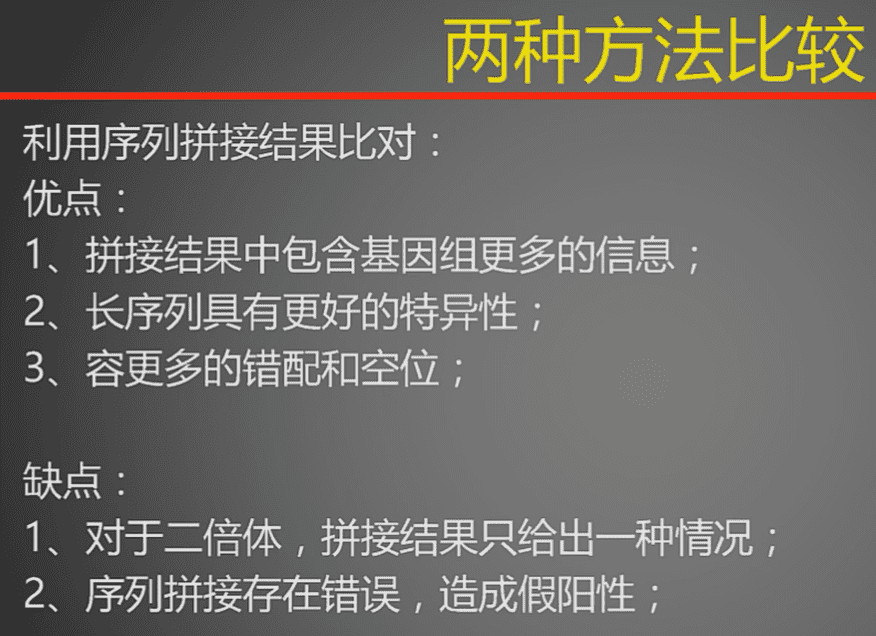 两种方法比较
利用序列拼接结果比对：
优点：
1、拼接结果中包含基因组更多的信息；
2、长序列具有更好的特异性；
3、容更多的错配和空位；
缺点：
1、对于二倍体，拼接结果只给出一种情况；
2、序列拼接存在错误，造成假阳性；